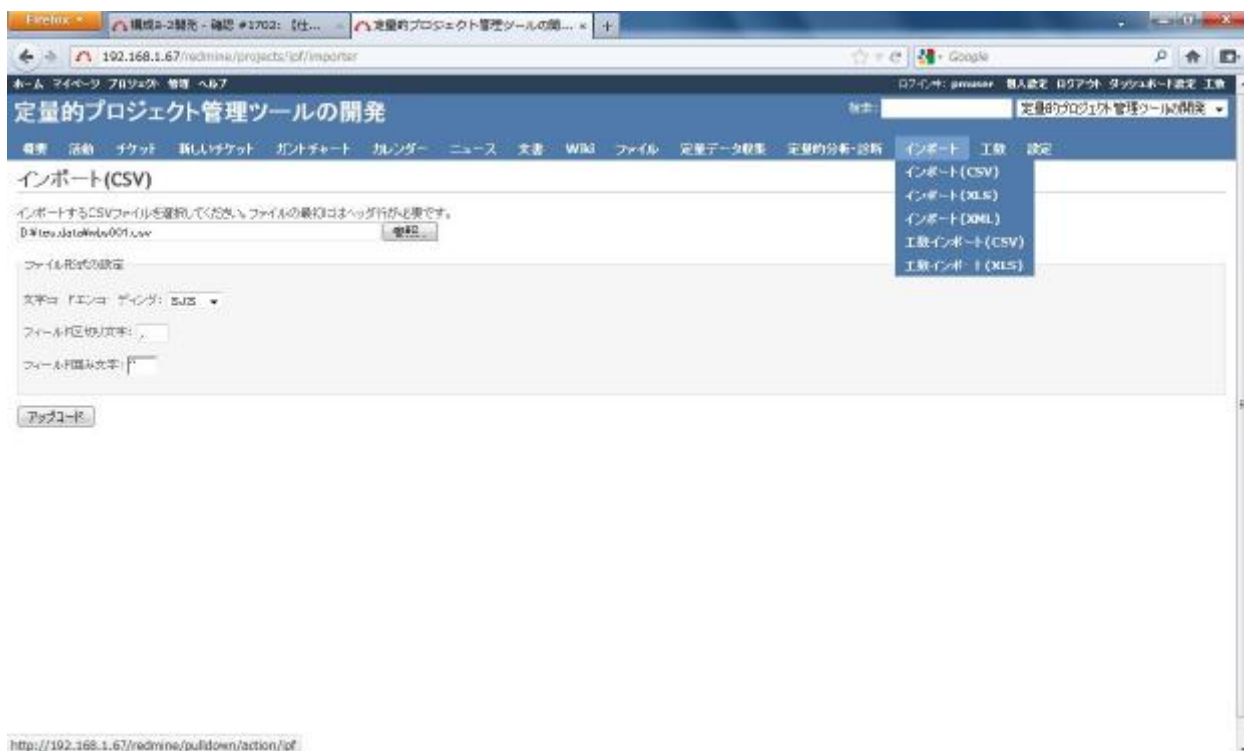 Firefox
構成a-2開発 - 確認 #1702: 【仕...
定量的プロジェクト管理ツールの開... × +
192.168.1.67/redmine/projects/ipf/importer
Google
ホーム マイページ プロジェクト 管理 ヘルプ
ログイン中: pmuser 個人設定 ログアウト ダッシュボード設定 工数
定量的プロジェクト管理ツールの開発
検索:
定量的プロジェクト管理ツールの開発
概要 活動 チケット 新しいチケット ガントチャート カレンダー ニュース 文書 Wiki ファイル 定量データ収集 定量的分析・診断 インポート 工数 設定
インポート(CSV)
インポート(XLS)
インポート(XML)
工数インポート(CSV)
工数インポート(XLS)
インポート(CSV)
インポートするCSVファイルを選択してください。ファイルの最初にはヘッダ行が必要です。
参照...
ファイル形式の設定
文字コードエンコーディング: SJIS
フィールド区切り文字: ,
フィールド囲み文字: "
アップロード
http://192.168.1.67/redmine/pulldown/action/ipf